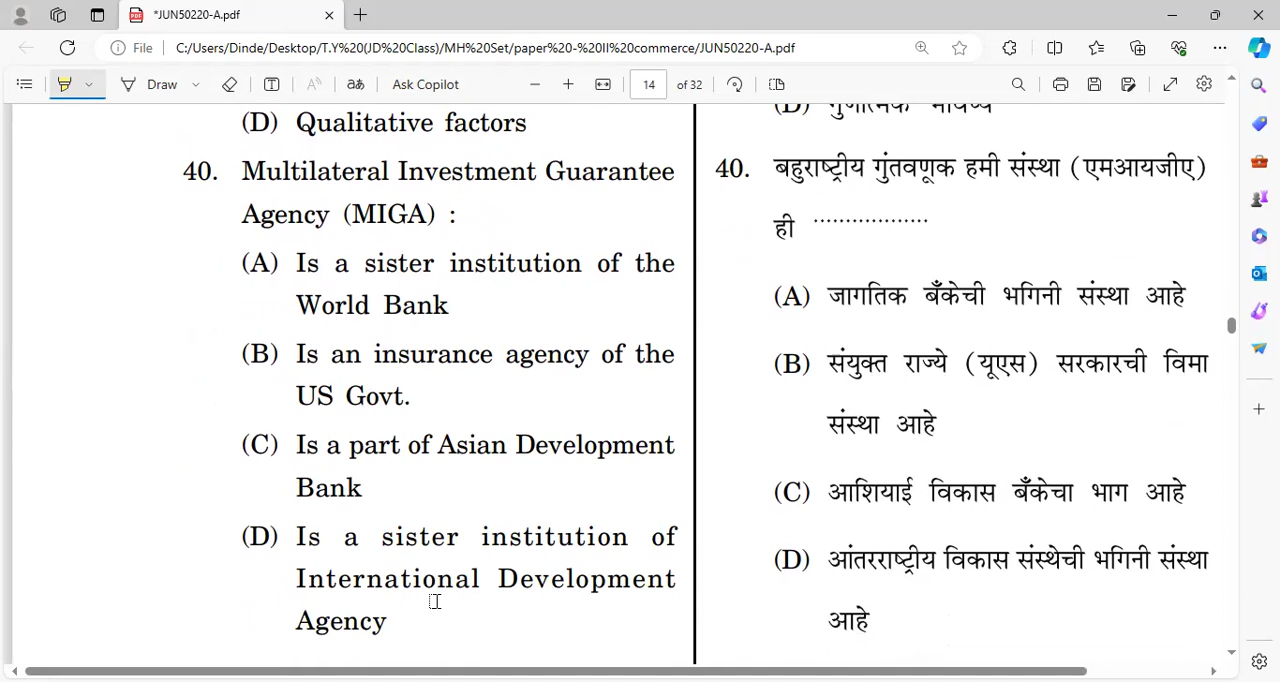 *JUN50220-A.pdf
File
C:/Users/Dinde/Desktop/T.Y%20(JD%20Class)/MH%20Set/paper%20-%20II%20commerce/JUN50220-A.pdf
Draw
Ask Copilot
14 of 32
(D) Qualitative factors
40. Multilateral Investment Guarantee
Agency (MIGA) :
(A) Is a sister institution of the
World Bank
(B) Is an insurance agency of the
US Govt.
(C) Is a part of Asian Development
Bank
(D) Is a sister institution of
International Development
Agency
40. बहुराष्ट्रीय गुंतवणूक हमी संस्था (एमआयजीए)
ही ..................
(A) जागतिक बँकेची भगिनी संस्था आहे
(B) संयुक्त राज्ये (यूएस) सरकारची विमा
संस्था आहे
(C) आशियाई विकास बँकेचा भाग आहे
(D) आंतरराष्ट्रीय विकास संस्थेची भगिनी संस्था
आहे